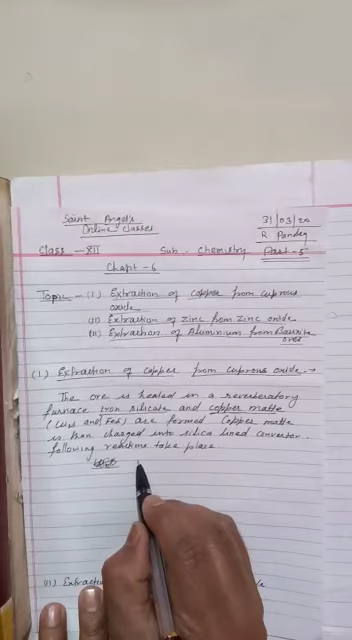 Saint Angel's
Online Classes
31/03/20
R Pandey
Class - XII
Sub - Chemistry
Part - 5
Chapt - 6
Topic - (i) Extraction of copper from cuprous
oxide
(ii) Extraction of zinc from zinc oxide
(iii) Extraction of Aluminium from Bauxite
ores
(i) Extraction of copper from cuprous oxide →
The ore is heated in a reverberatory
furnace iron silicate and copper matte
and FeS) are formed Copper matte
is than charged into silica lined convertor.
following reactions take place
(ii) Extracti
de